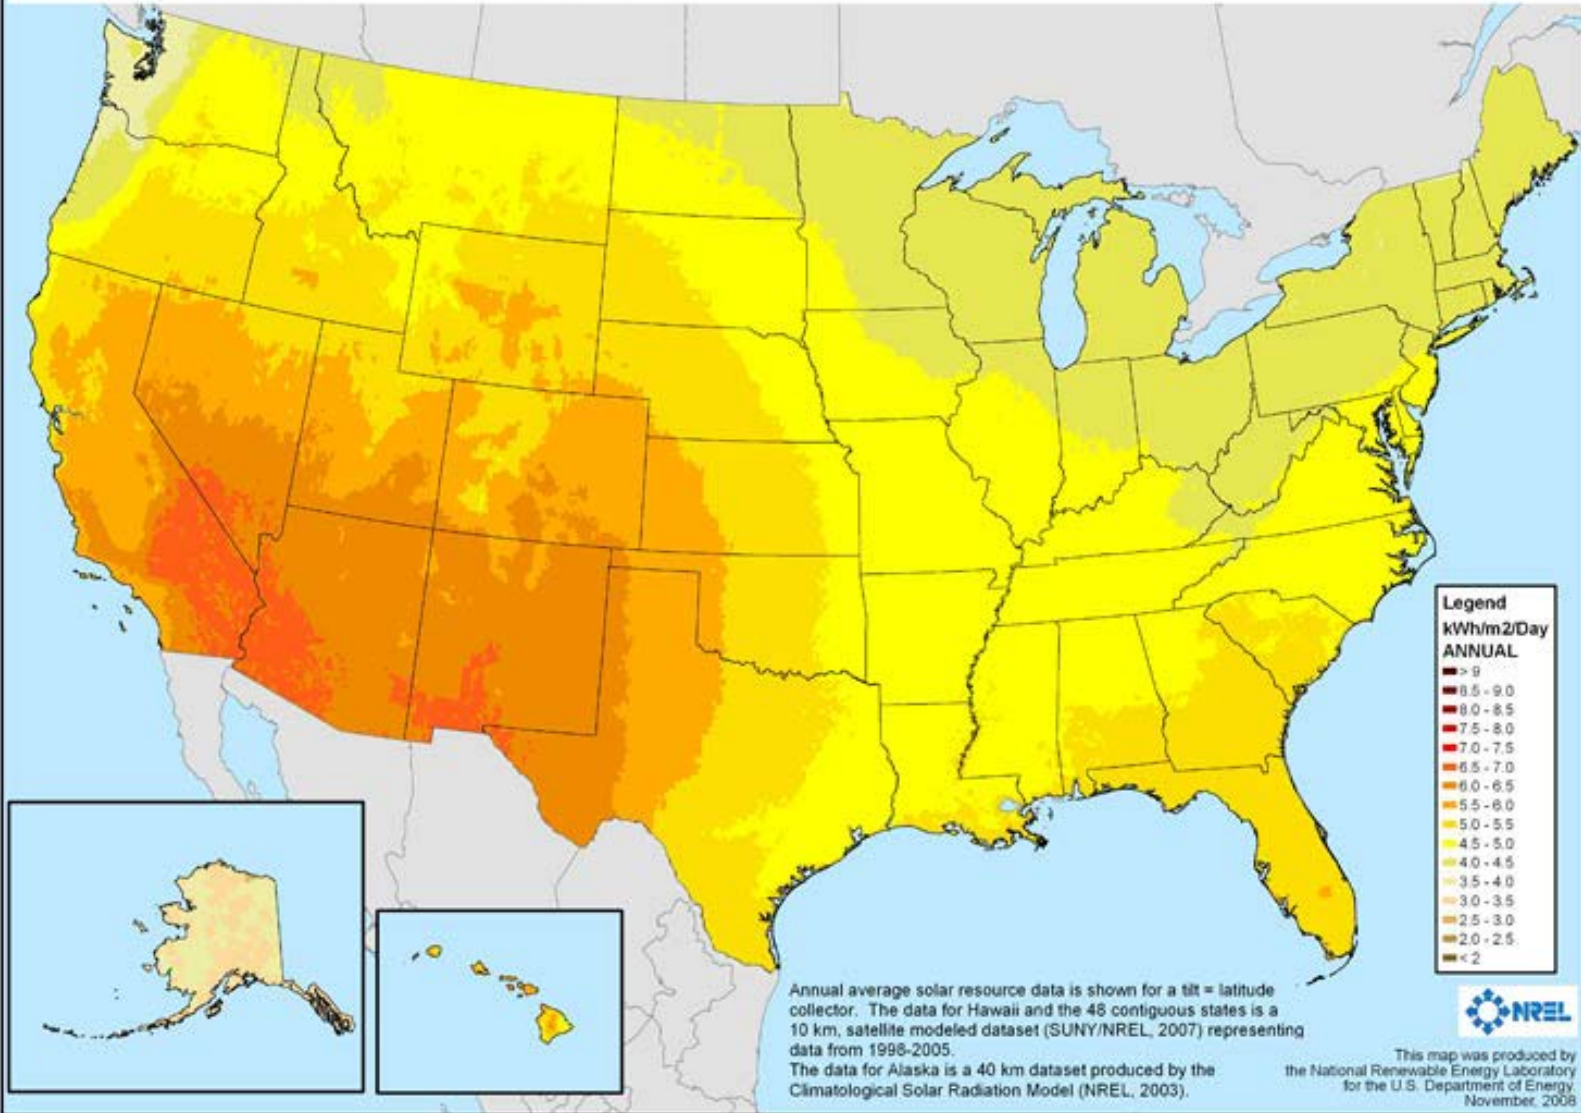 Legend
kWh/m2/Day
ANNUAL
> 9
8.5 - 9.0
8.0 - 8.5
7.5 - 8.0
7.0 - 7.5
6.5 - 7.0
6.0 - 6.5
5.5 - 6.0
5.0 - 5.5
4.5 - 5.0
4.0 - 4.5
3.5 - 4.0
3.0 - 3.5
2.5 - 3.0
2.0 - 2.5
< 2
Annual average solar resource data is shown for a tilt = latitude
collector. The data for Hawaii and the 48 contiguous states is a
10 km, satellite modeled dataset (SUNY/NREL, 2007) representing
data from 1998-2005.
The data for Alaska is a 40 km dataset produced by the
Climatological Solar Radiation Model (NREL, 2003).
NREL
This map was produced by
the National Renewable Energy Laboratory
for the U.S. Department of Energy.
November, 2008